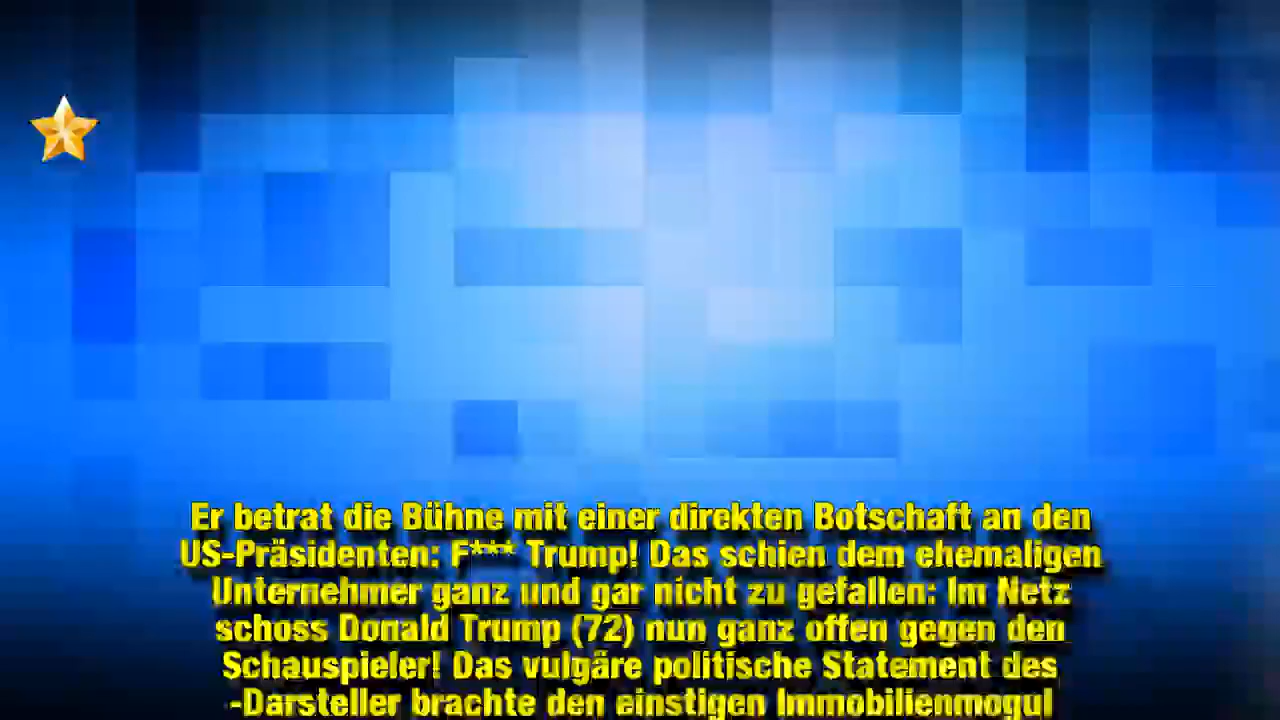 Er betrat die Bühne mit einer direkten Botschaft an den
US-Präsidenten: F*** Trump! Das schien dem ehemaligen
Unternehmer ganz und gar nicht zu gefallen: Im Netz
schoss Donald Trump (72) nun ganz offen gegen den
Schauspieler! Das vulgäre politische Statement des
-Darsteller brachte den einstigen Immobilienmogul